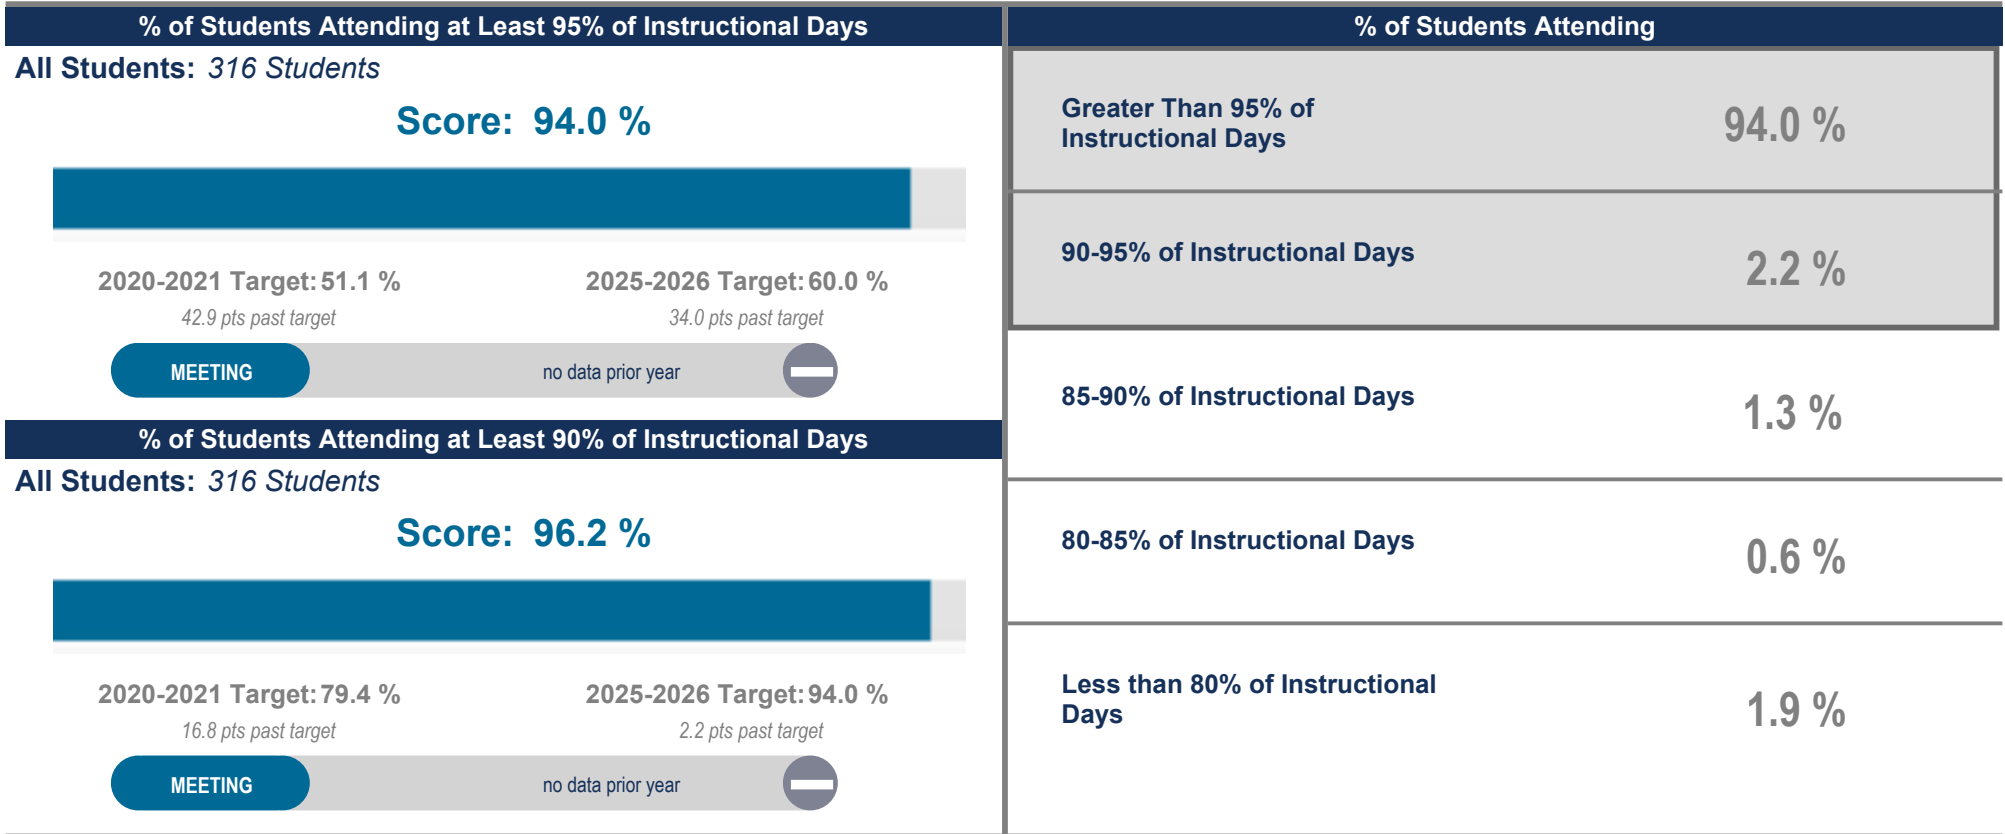 % of Students Attending at Least 95% of Instructional Days
All Students: 316 Students
Score: 94.0 %
2020-2021 Target: 51.1 %
42.9 pts past target
2025-2026 Target: 60.0 %
34.0 pts past target
MEETING
no data prior year
% of Students Attending at Least 90% of Instructional Days
All Students: 316 Students
Score: 96.2 %
2020-2021 Target: 79.4 %
16.8 pts past target
2025-2026 Target: 94.0 %
2.2 pts past target
MEETING
no data prior year
% of Students Attending
Greater Than 95% of
Instructional Days
94.0 %
90-95% of Instructional Days
2.2 %
85-90% of Instructional Days
1.3 %
80-85% of Instructional Days
0.6 %
Less than 80% of Instructional
Days
1.9 %